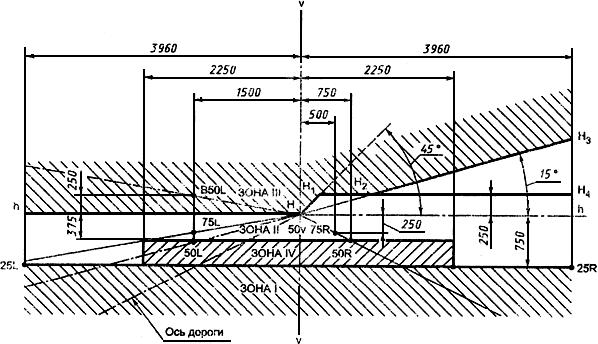 v
3960
3960
2250
2250
1500
750
500
45°
15°
H₃
250
B50L
ЗОНА III
H₁
H₂
H₄
h
H
h
375
75L
ЗОНА II
50v
75R
250
250
750
50L
ЗОНА IV
50R
25L
25R
ЗОНА I
Ось дороги
v